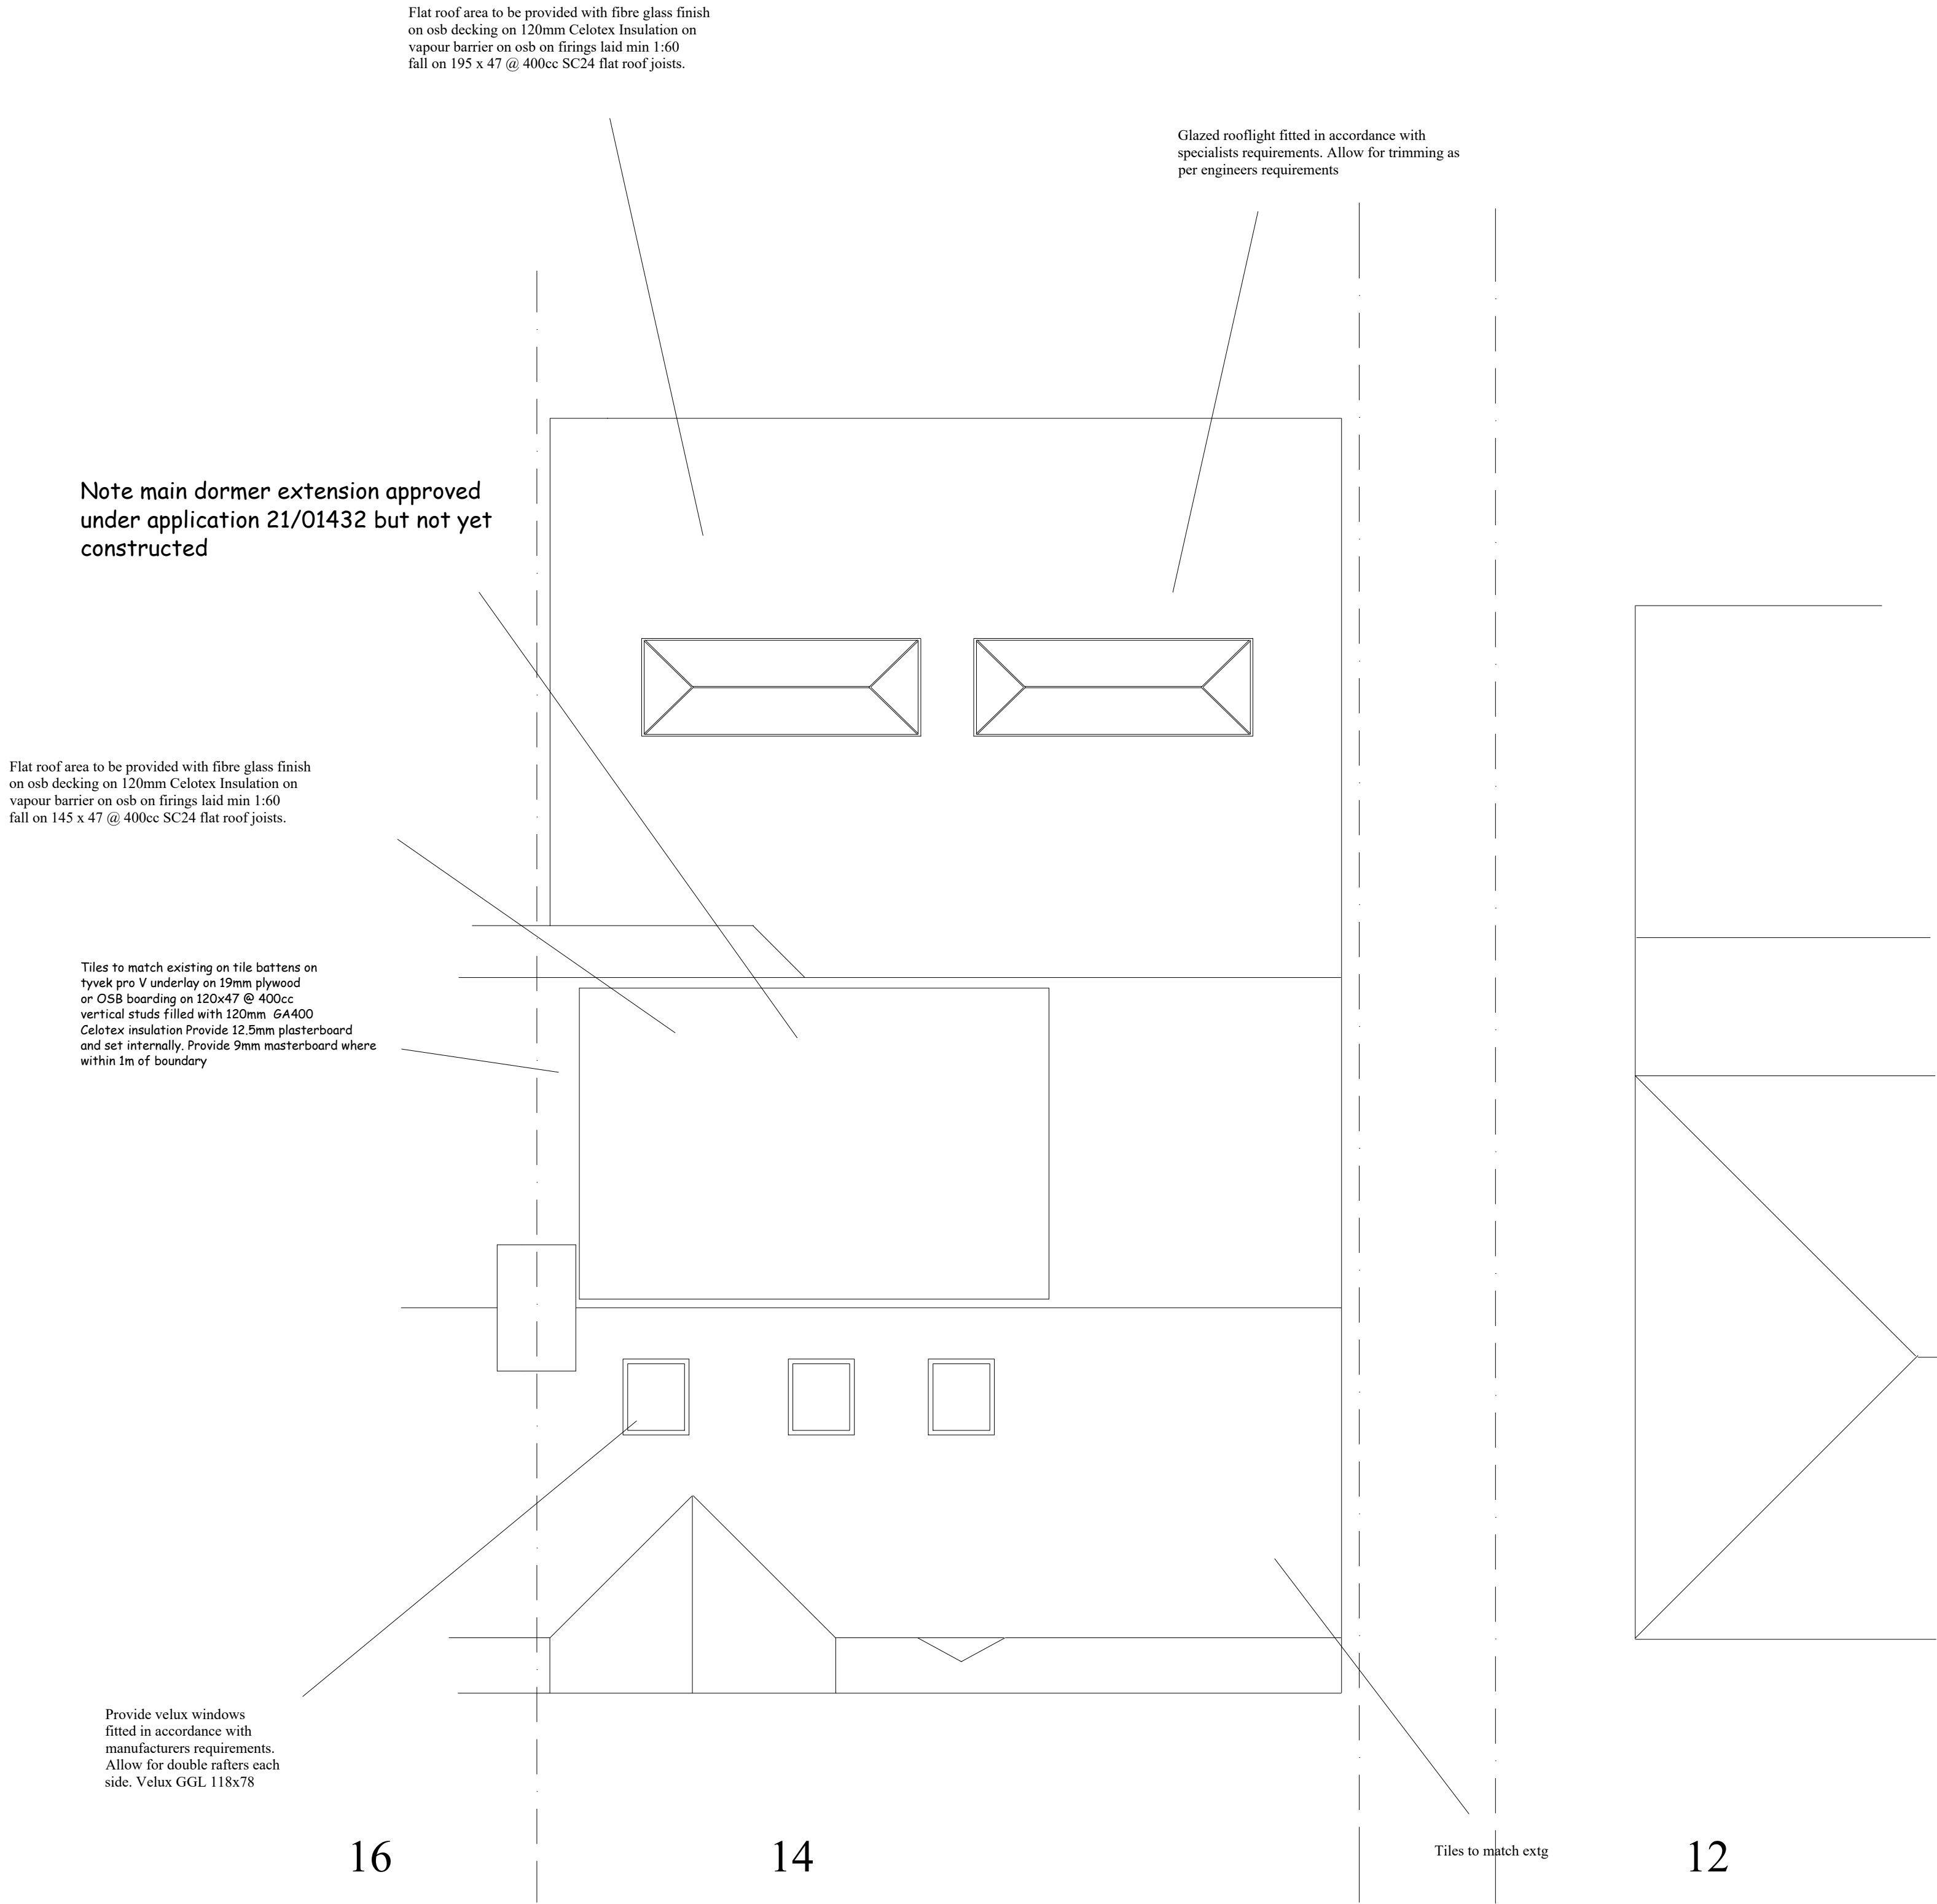 Flat roof area to be provided with fibre glass finish
on osb decking on 120mm Celotex Insulation on
vapour barrier on osb on firings laid min 1:60
fall on 195 x 47 @ 400cc SC24 flat roof joists.
Glazed rooflight fitted in accordance with
specialists requirements. Allow for trimming as
per engineers requirements
Note main dormer extension approved
under application 21/01432 but not yet
constructed
Flat roof area to be provided with fibre glass finish
on osb decking on 120mm Celotex Insulation on
vapour barrier on osb on firings laid min 1:60
fall on 145 x 47 @ 400cc SC24 flat roof joists.
Tiles to match existing on tile battens on
tyvek pro V underlay on 19mm plywood
or OSB boarding on 120x47 @ 400cc
vertical studs filled with 120mm GA400
Celotex insulation Provide 12.5mm plasterboard
and set internally. Provide 9mm masterboard where
within 1m of boundary
Provide velux windows
fitted in accordance with
manufacturers requirements.
Allow for double rafters each
side. Velux GGL 118x78
Tiles to match extg
16
14
12